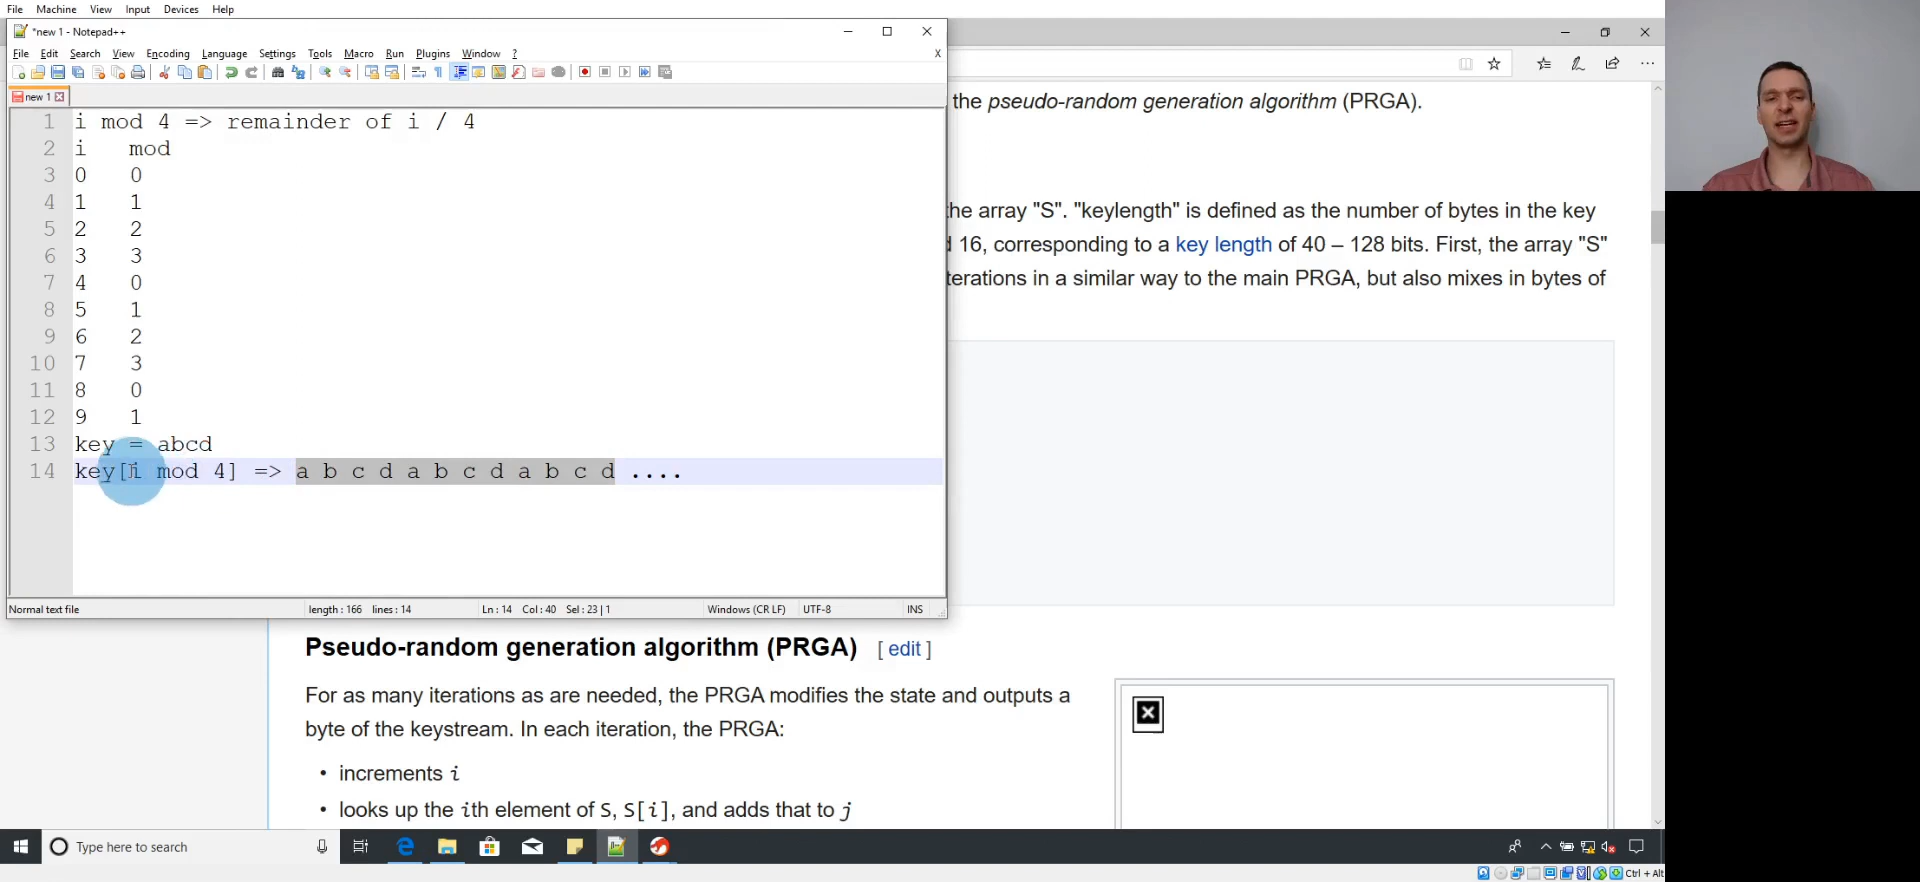 File Machine View Input Devices Help
*new 1 - Notepad++
File Edit Search View Encoding Language Settings Tools Macro Run Plugins Window ? X
new 1
1 i mod 4 => remainder of i / 4
2 i mod
3 0 0
4 1 1
5 2 2
6 3 3
7 4 0
8 5 1
9 6 2
10 7 3
11 8 0
12 9 1
13 key = abcd
14 key[i mod 4] => a b c d a b c d a b c d ....
Normal text file length : 166 lines : 14 Ln : 14 Col : 40 Sel : 23 | 1 Windows (CR LF) UTF-8 INS
the pseudo-random generation algorithm (PRGA).
the array "S". "keylength" is defined as the number of bytes in the key
16, corresponding to a key length of 40 – 128 bits. First, the array "S"
terations in a similar way to the main PRGA, but also mixes in bytes of
Pseudo-random generation algorithm (PRGA) [ edit ]
For as many iterations as are needed, the PRGA modifies the state and outputs a
byte of the keystream. In each iteration, the PRGA:
• increments i
• looks up the ith element of S, S[i], and adds that to j
Type here to search
Ctrl + Alt